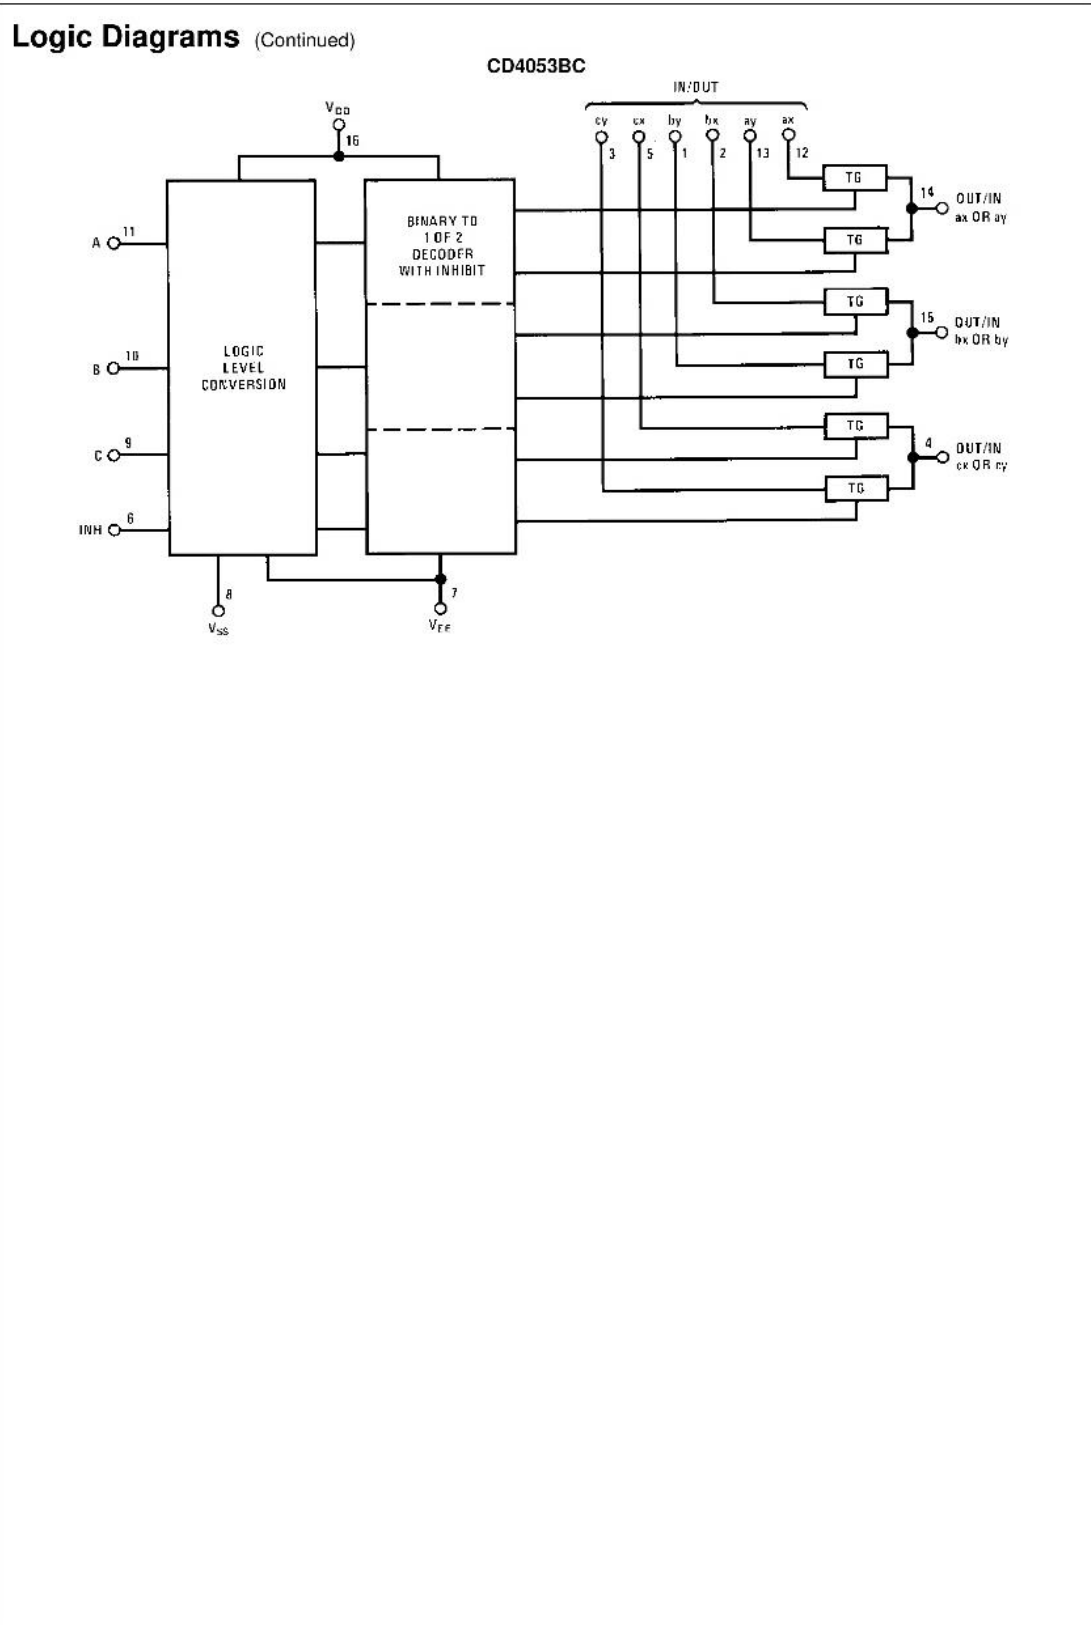 Logic Diagrams (Continued)
CD4053BC
IN/OUT
VDD
16
cy cx by bx ay ax
3 5 1 2 13 12
TG
14
OUT/IN
ax OR ay
TG
BINARY TO
1 OF 2
DECODER
WITH INHIBIT
A 11
TG
15
OUT/IN
bx OR by
TG
LOGIC
LEVEL
CONVERSION
B 10
TG
4
OUT/IN
cx OR cy
TG
C 9
INH 6
8
VSS
7
VEE